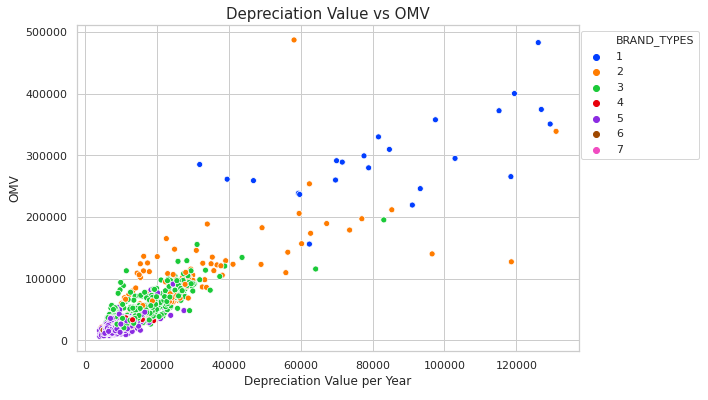 Depreciation Value vs OMV
BRAND_TYPES
1
2
3
4
5
6
7
500000
400000
300000
200000
100000
0
OMV
0 20000 40000 60000 80000 100000 120000
Depreciation Value per Year